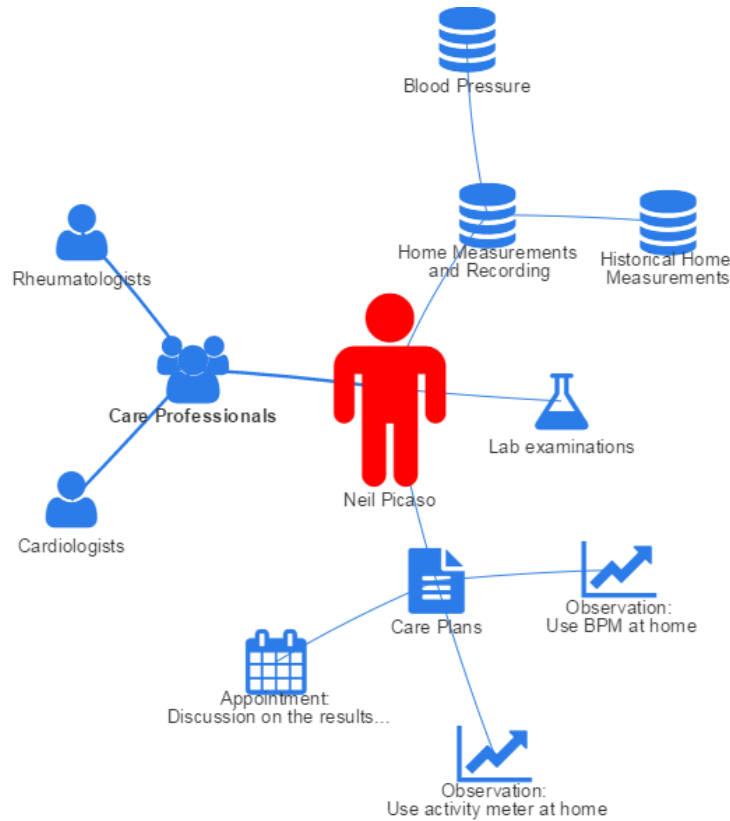 Blood Pressure
Home Measurements
and Recording
Historical Home
Measurements
Rheumatologists
Care Professionals
Lab examinations
Neil Picaso
Cardiologists
Care Plans
Observation:
Use BPM at home
Appointment:
Discussion on the results...
Observation:
Use activity meter at home